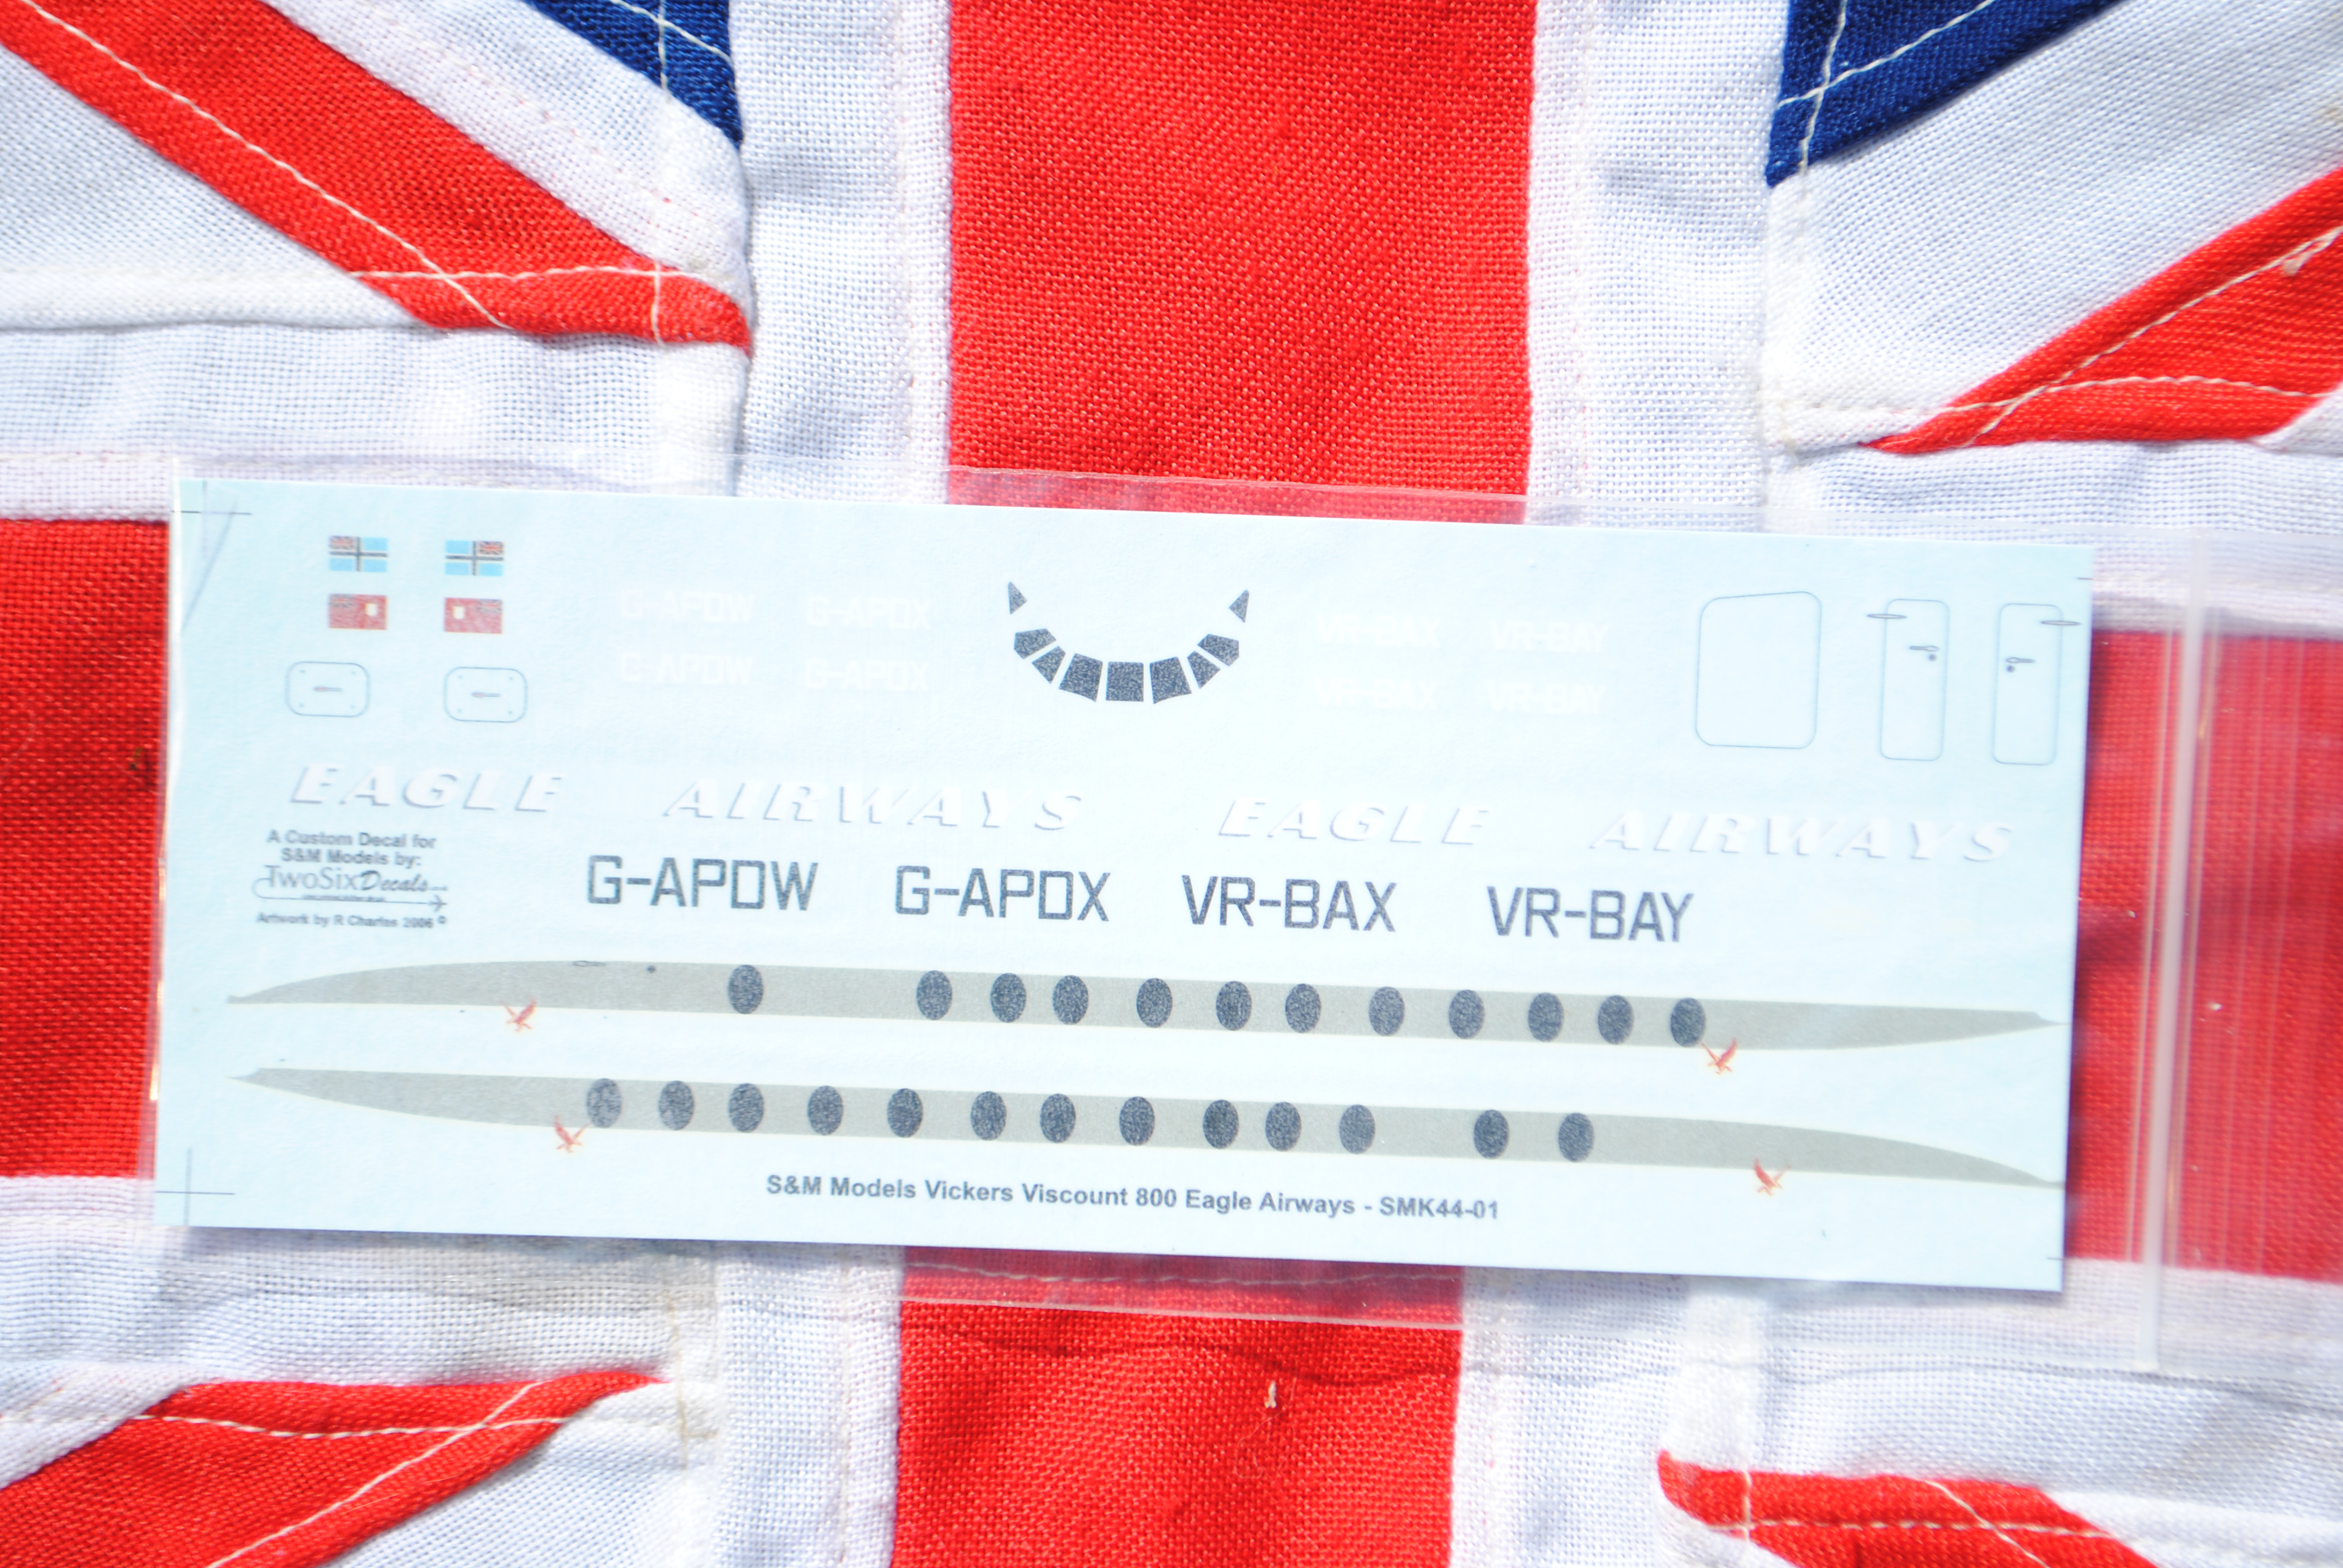 G-APDW G-APDX VR-BAX VR-BAY
G-APDW G-APDX VR-BAX VR-BAY
EAGLE AIRWAYS EAGLE AIRWAYS
A Custom Decal for
S&M Models by:
TwoSixDecals
Artwork by R Charles 2006 ©
G-APDW G-APDX VR-BAX VR-BAY
S&M Models Vickers Viscount 800 Eagle Airways - SMK44-01